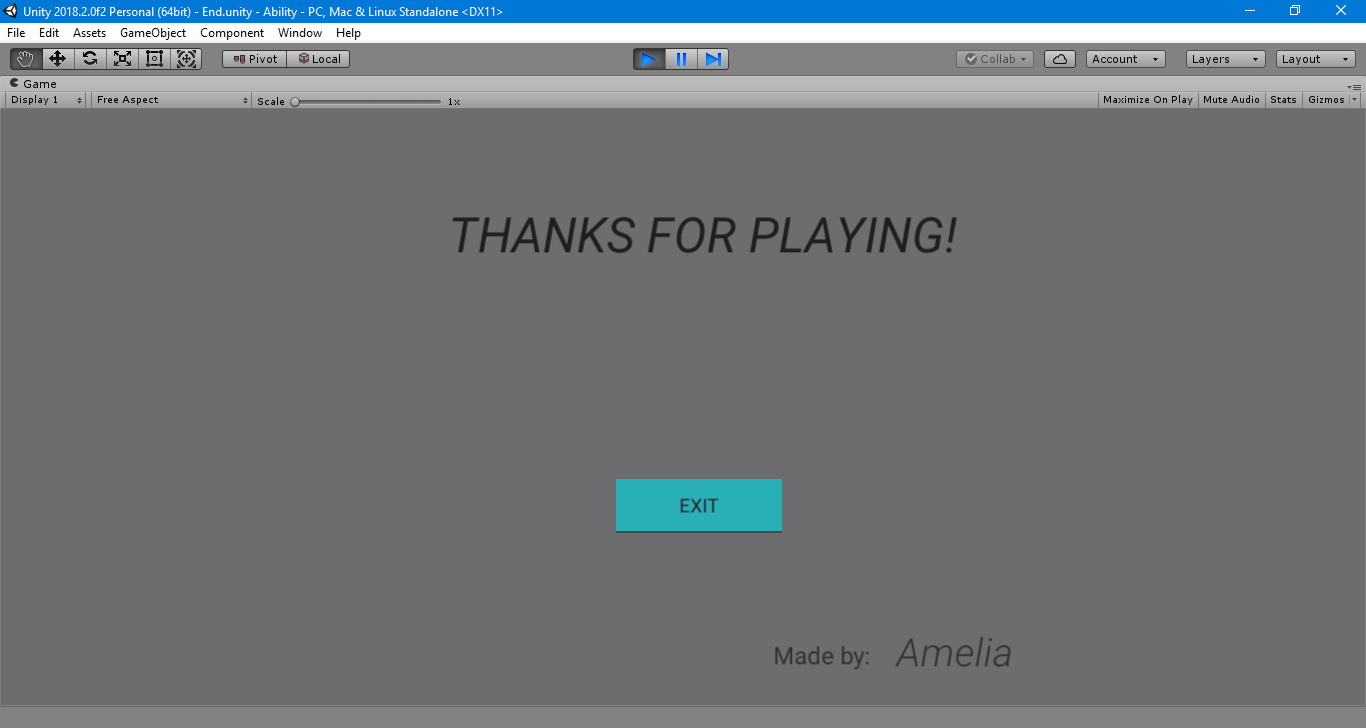 Unity 2018.2.0f2 Personal (64bit) - End.unity - Ability - PC, Mac & Linux Standalone <DX11>
File Edit Assets GameObject Component Window Help
Pivot Local Collab Account Layers Layout
Game
Display 1 Free Aspect Scale 1x Maximize On Play Mute Audio Stats Gizmos
THANKS FOR PLAYING!
EXIT
Made by: Amelia